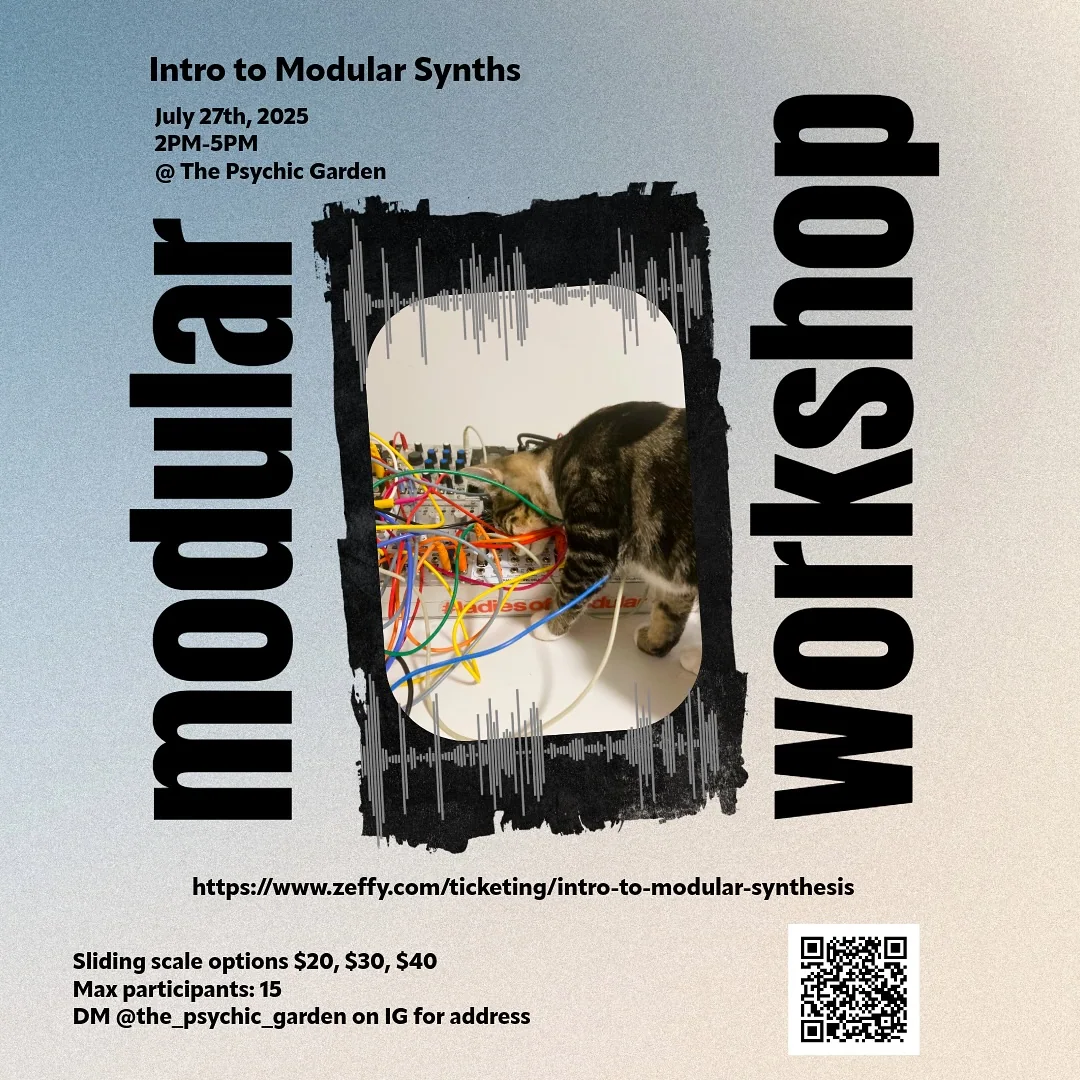 Intro to Modular Synths
July 27th, 2025
2PM-5PM
@ The Psychic Garden
modular
workshop
#ladiesofmodular
https://www.zeffy.com/ticketing/intro-to-modular-synthesis
Sliding scale options $20, $30, $40
Max participants: 15
DM @the_psychic_garden on IG for address